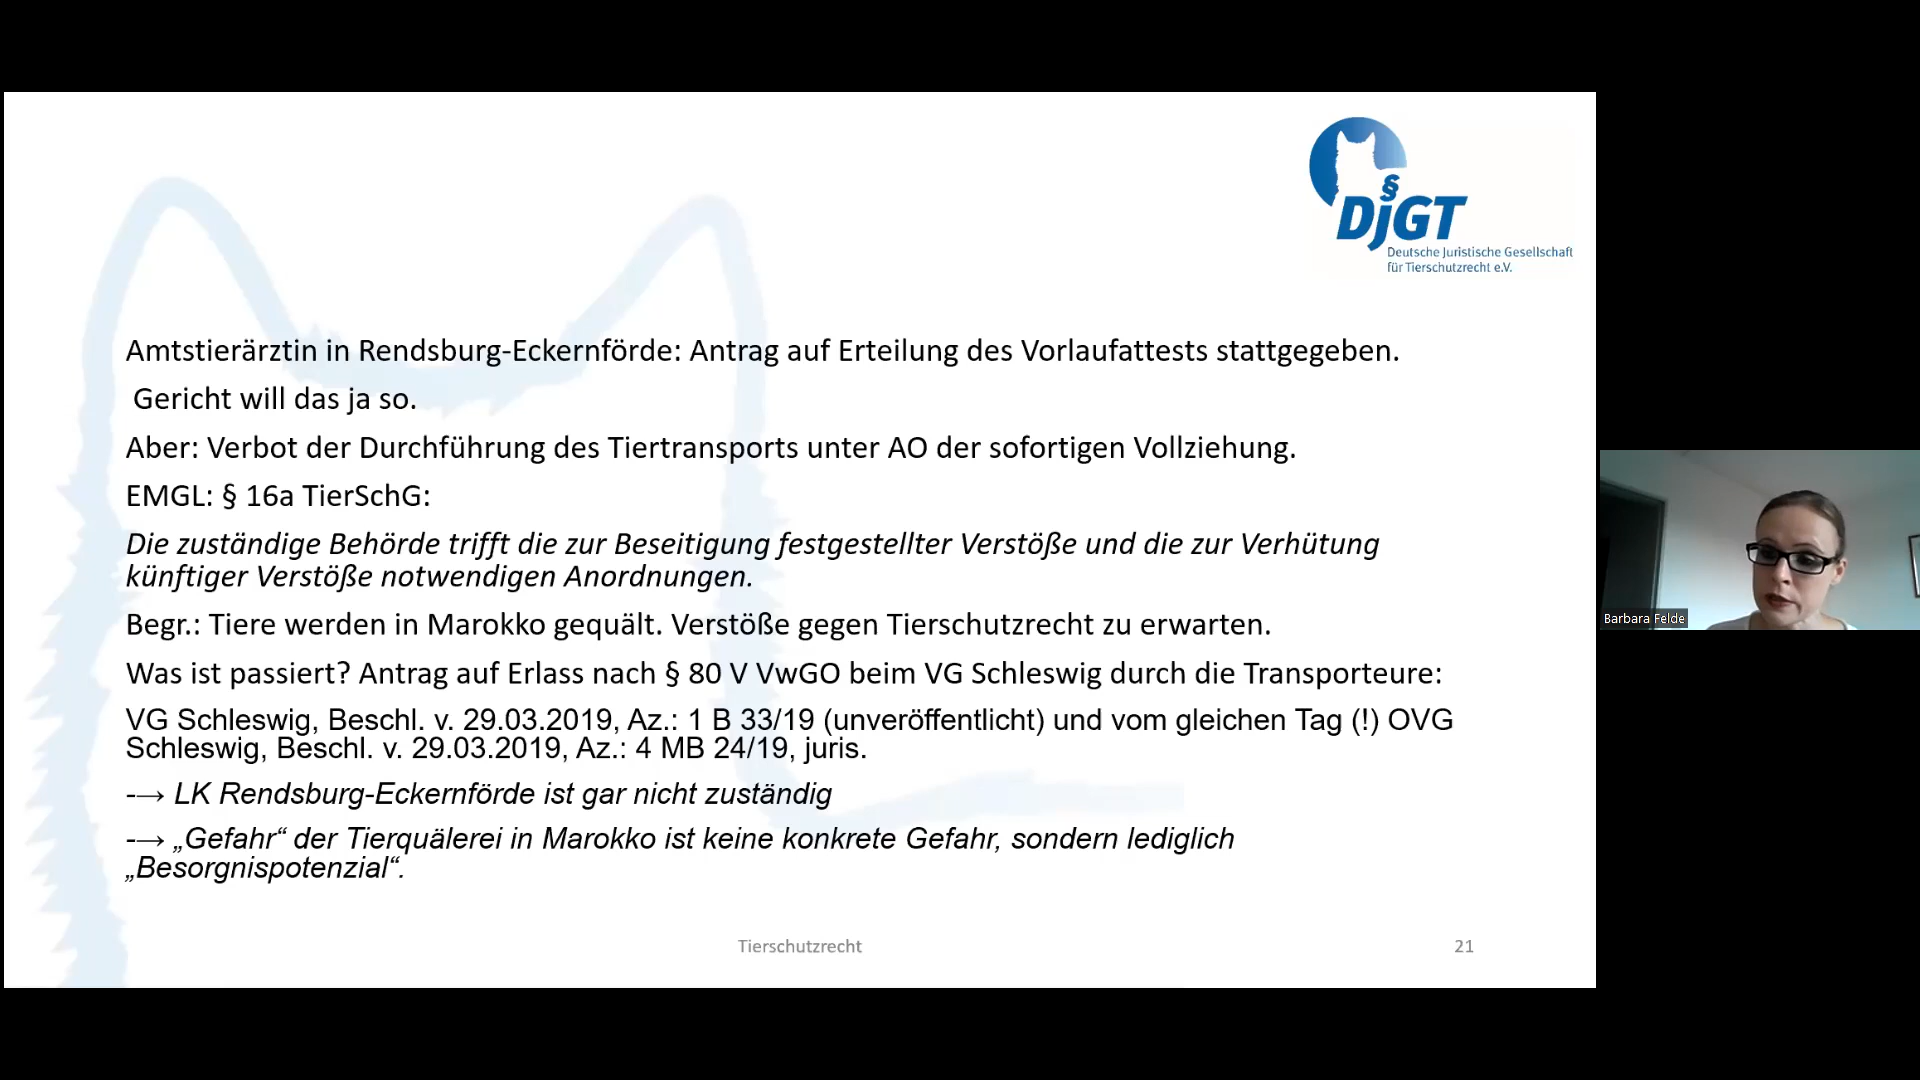 §
DjGT
Deutsche Juristische Gesellschaft
für Tierschutzrecht e.V.
Amtstierärztin in Rendsburg-Eckernförde: Antrag auf Erteilung des Vorlaufattests stattgegeben.
Gericht will das ja so.
Aber: Verbot der Durchführung des Tiertransports unter AO der sofortigen Vollziehung.
EMGL: § 16a TierSchG:
Die zuständige Behörde trifft die zur Beseitigung festgestellter Verstöße und die zur Verhütung
künftiger Verstöße notwendigen Anordnungen.
Begr.: Tiere werden in Marokko gequält. Verstöße gegen Tierschutzrecht zu erwarten.
Was ist passiert? Antrag auf Erlass nach § 80 V VwGO beim VG Schleswig durch die Transporteure:
VG Schleswig, Beschl. v. 29.03.2019, Az.: 1 B 33/19 (unveröffentlicht) und vom gleichen Tag (!) OVG
Schleswig, Beschl. v. 29.03.2019, Az.: 4 MB 24/19, juris.
-→ LK Rendsburg-Eckernförde ist gar nicht zuständig
-→ „Gefahr“ der Tierquälerei in Marokko ist keine konkrete Gefahr, sondern lediglich
„Besorgnispotenzial“.
Barbara Felde
Tierschutzrecht
21